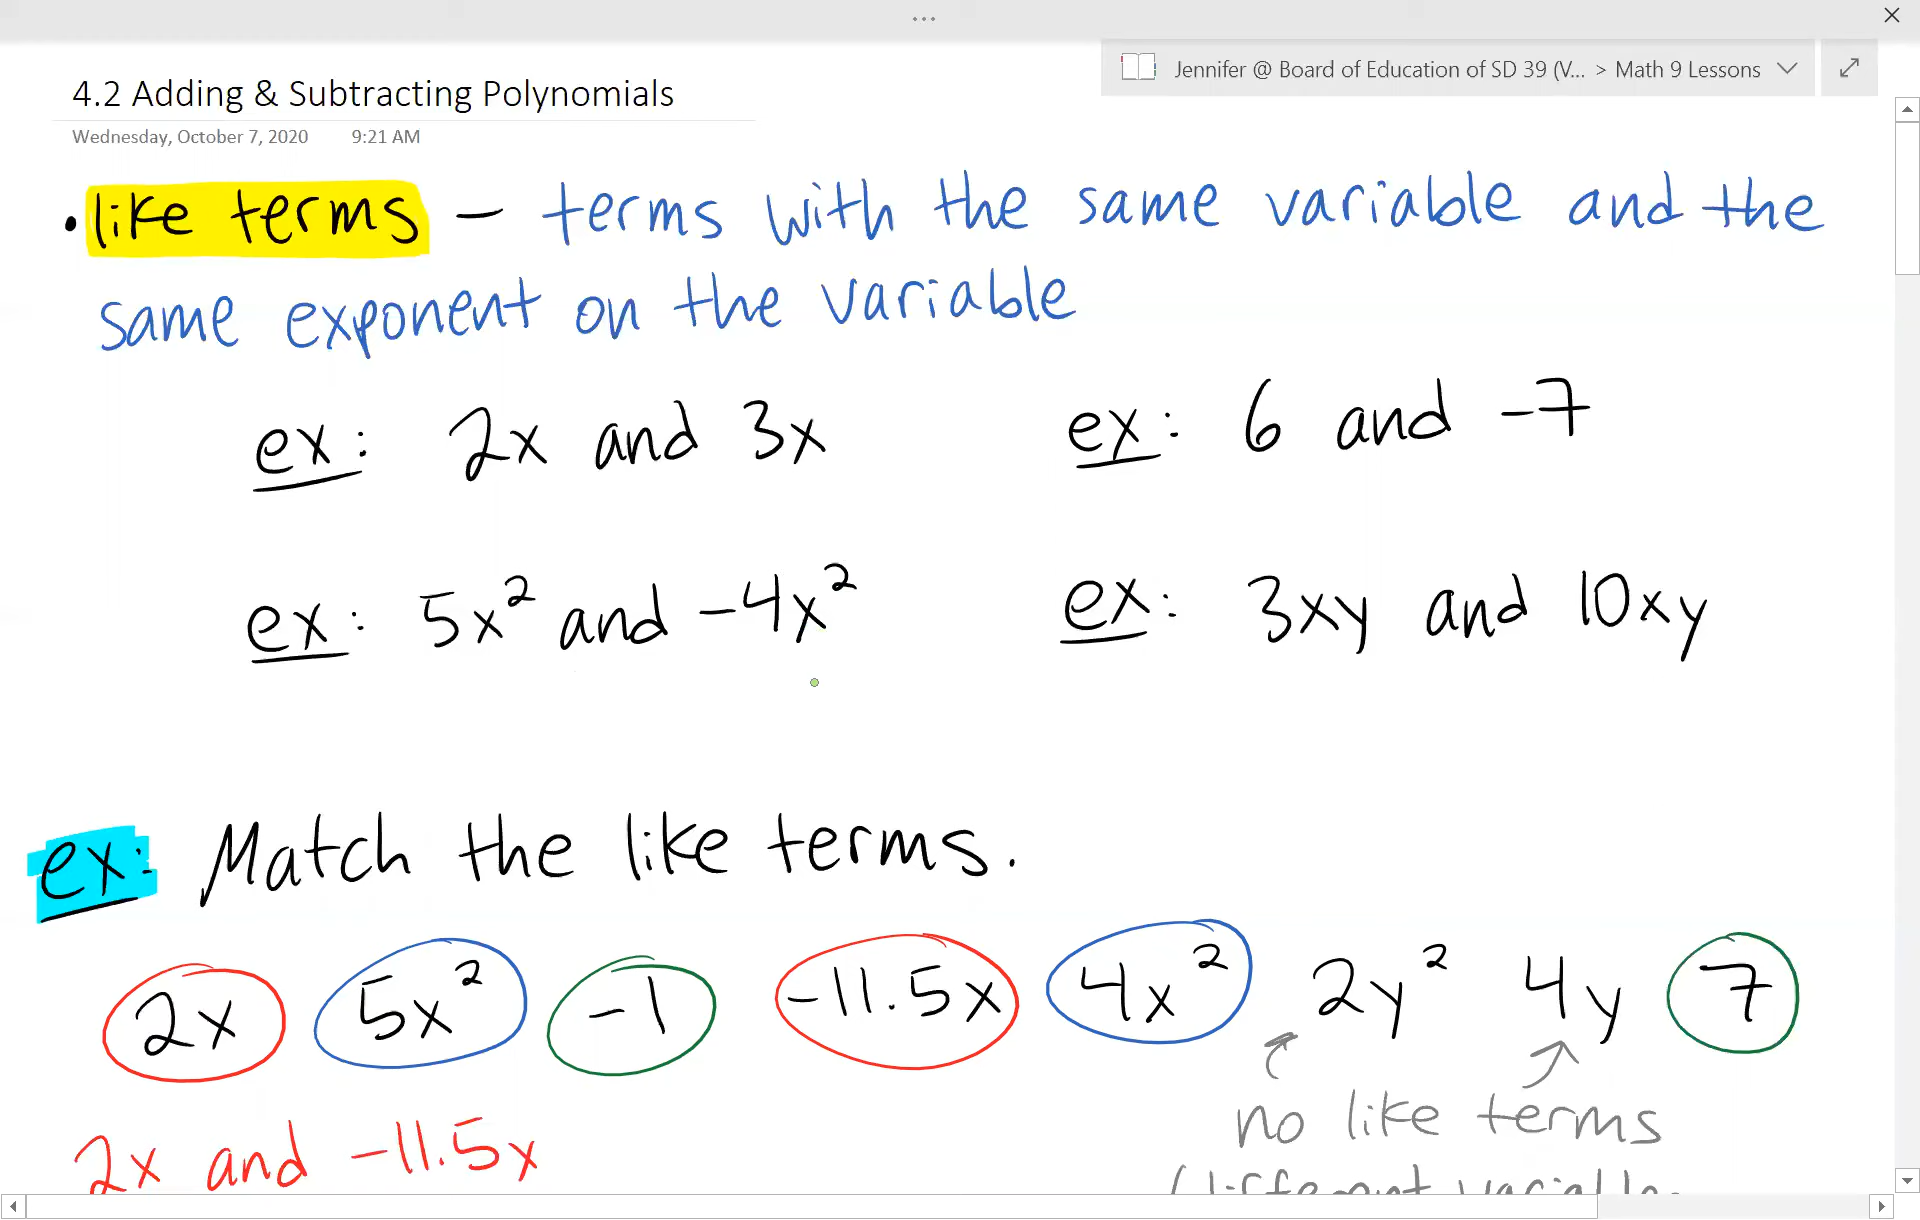 ...
Jennifer @ Board of Education of SD 39 (V... > Math 9 Lessons
4.2 Adding & Subtracting Polynomials
Wednesday, October 7, 2020 9:21 AM
• like terms – terms with the same variable and the
same exponent on the variable
ex: 2x and 3x
ex: 6 and -7
ex: 5x² and -4x²
ex: 3xy and 10xy
ex: Match the like terms.
2x 5x² -1 -11.5x 4x² 2y² 4y 7
no like terms
2x and -11.5x